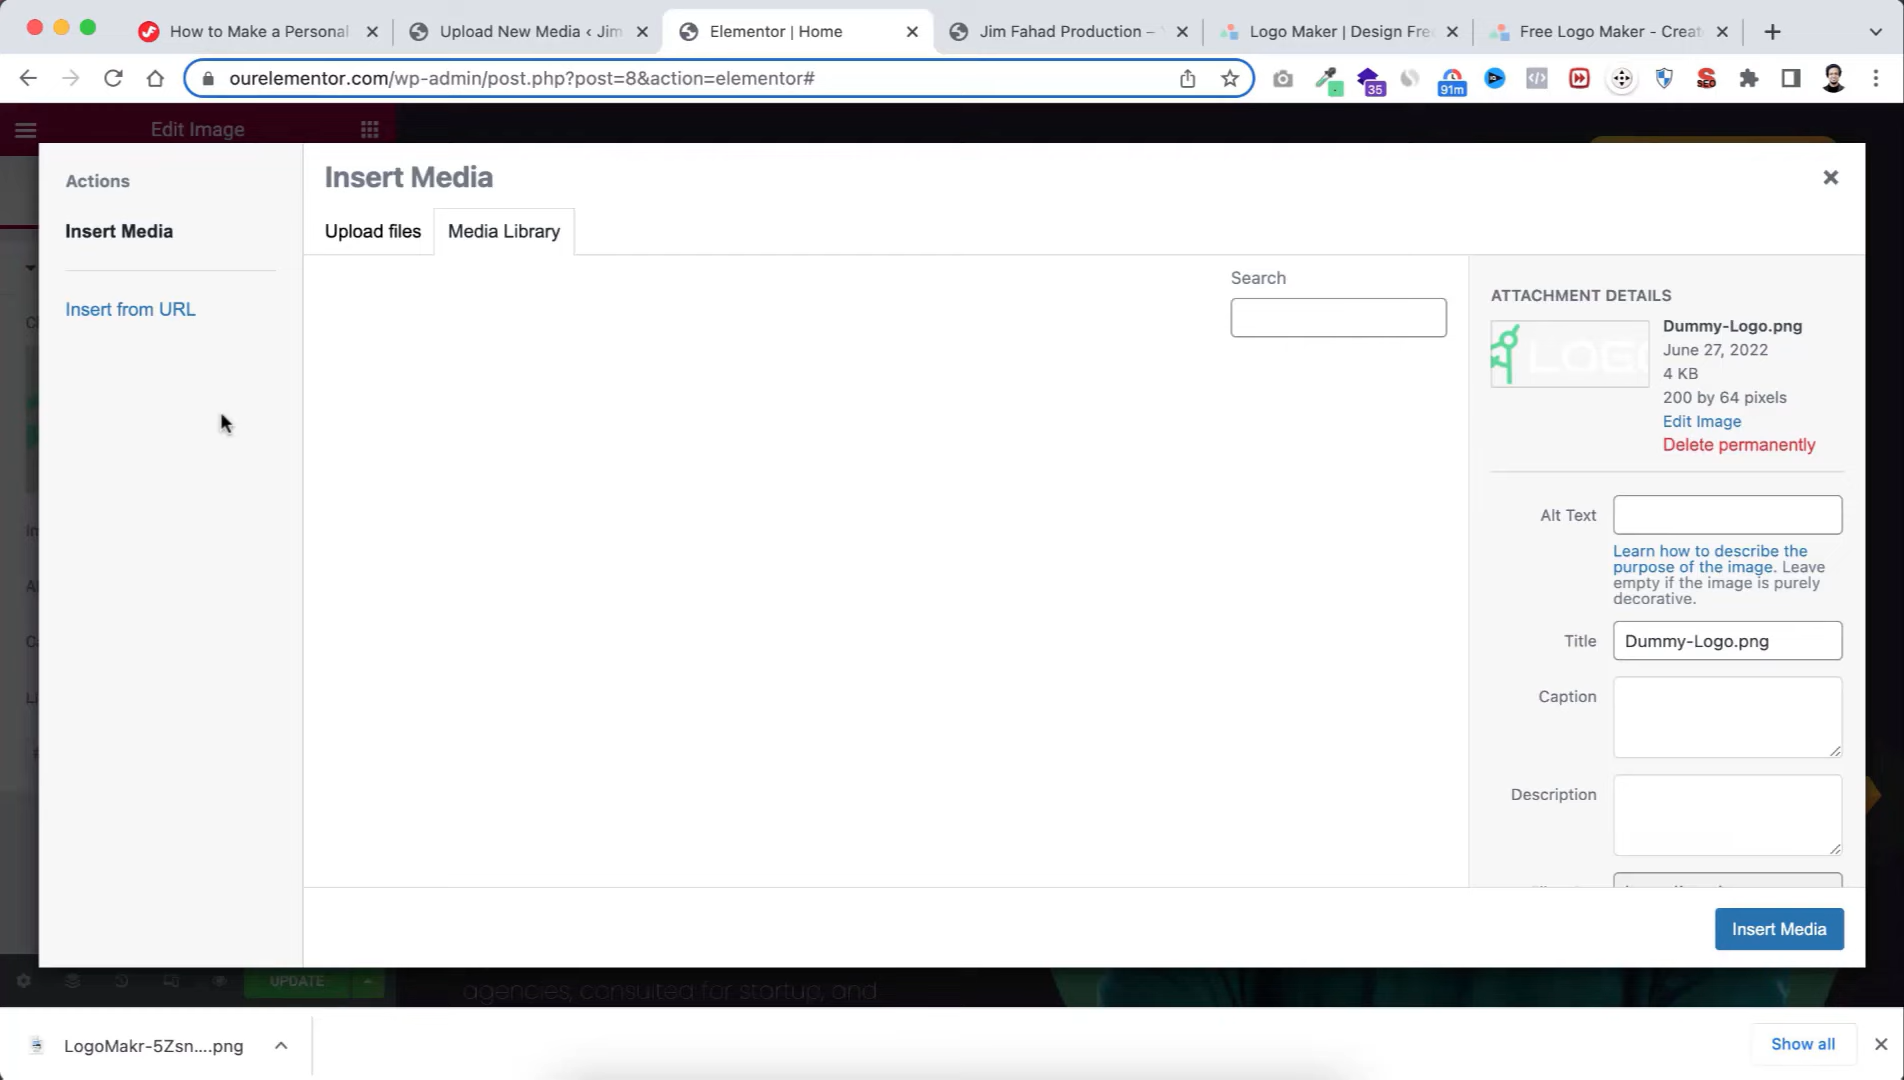 How to Make a Personal
Upload New Media ‹ Jim
Elementor | Home
Jim Fahad Production –
Logo Maker | Design Free
Free Logo Maker - Creat
ourelementor.com/wp-admin/post.php?post=8&action=elementor#
35
91m
SEO
Edit Image
Actions
Insert Media
Insert from URL
Insert Media
Upload files
Media Library
Search
ATTACHMENT DETAILS
Dummy-Logo.png
June 27, 2022
4 KB
200 by 64 pixels
Edit Image
Delete permanently
Alt Text
Learn how to describe the
purpose of the image. Leave
empty if the image is purely
decorative.
Title
Dummy-Logo.png
Caption
Description
Insert Media
UPDATE
agencies, consulted for startup, and
LogoMakr-5Zsn....png
Show all